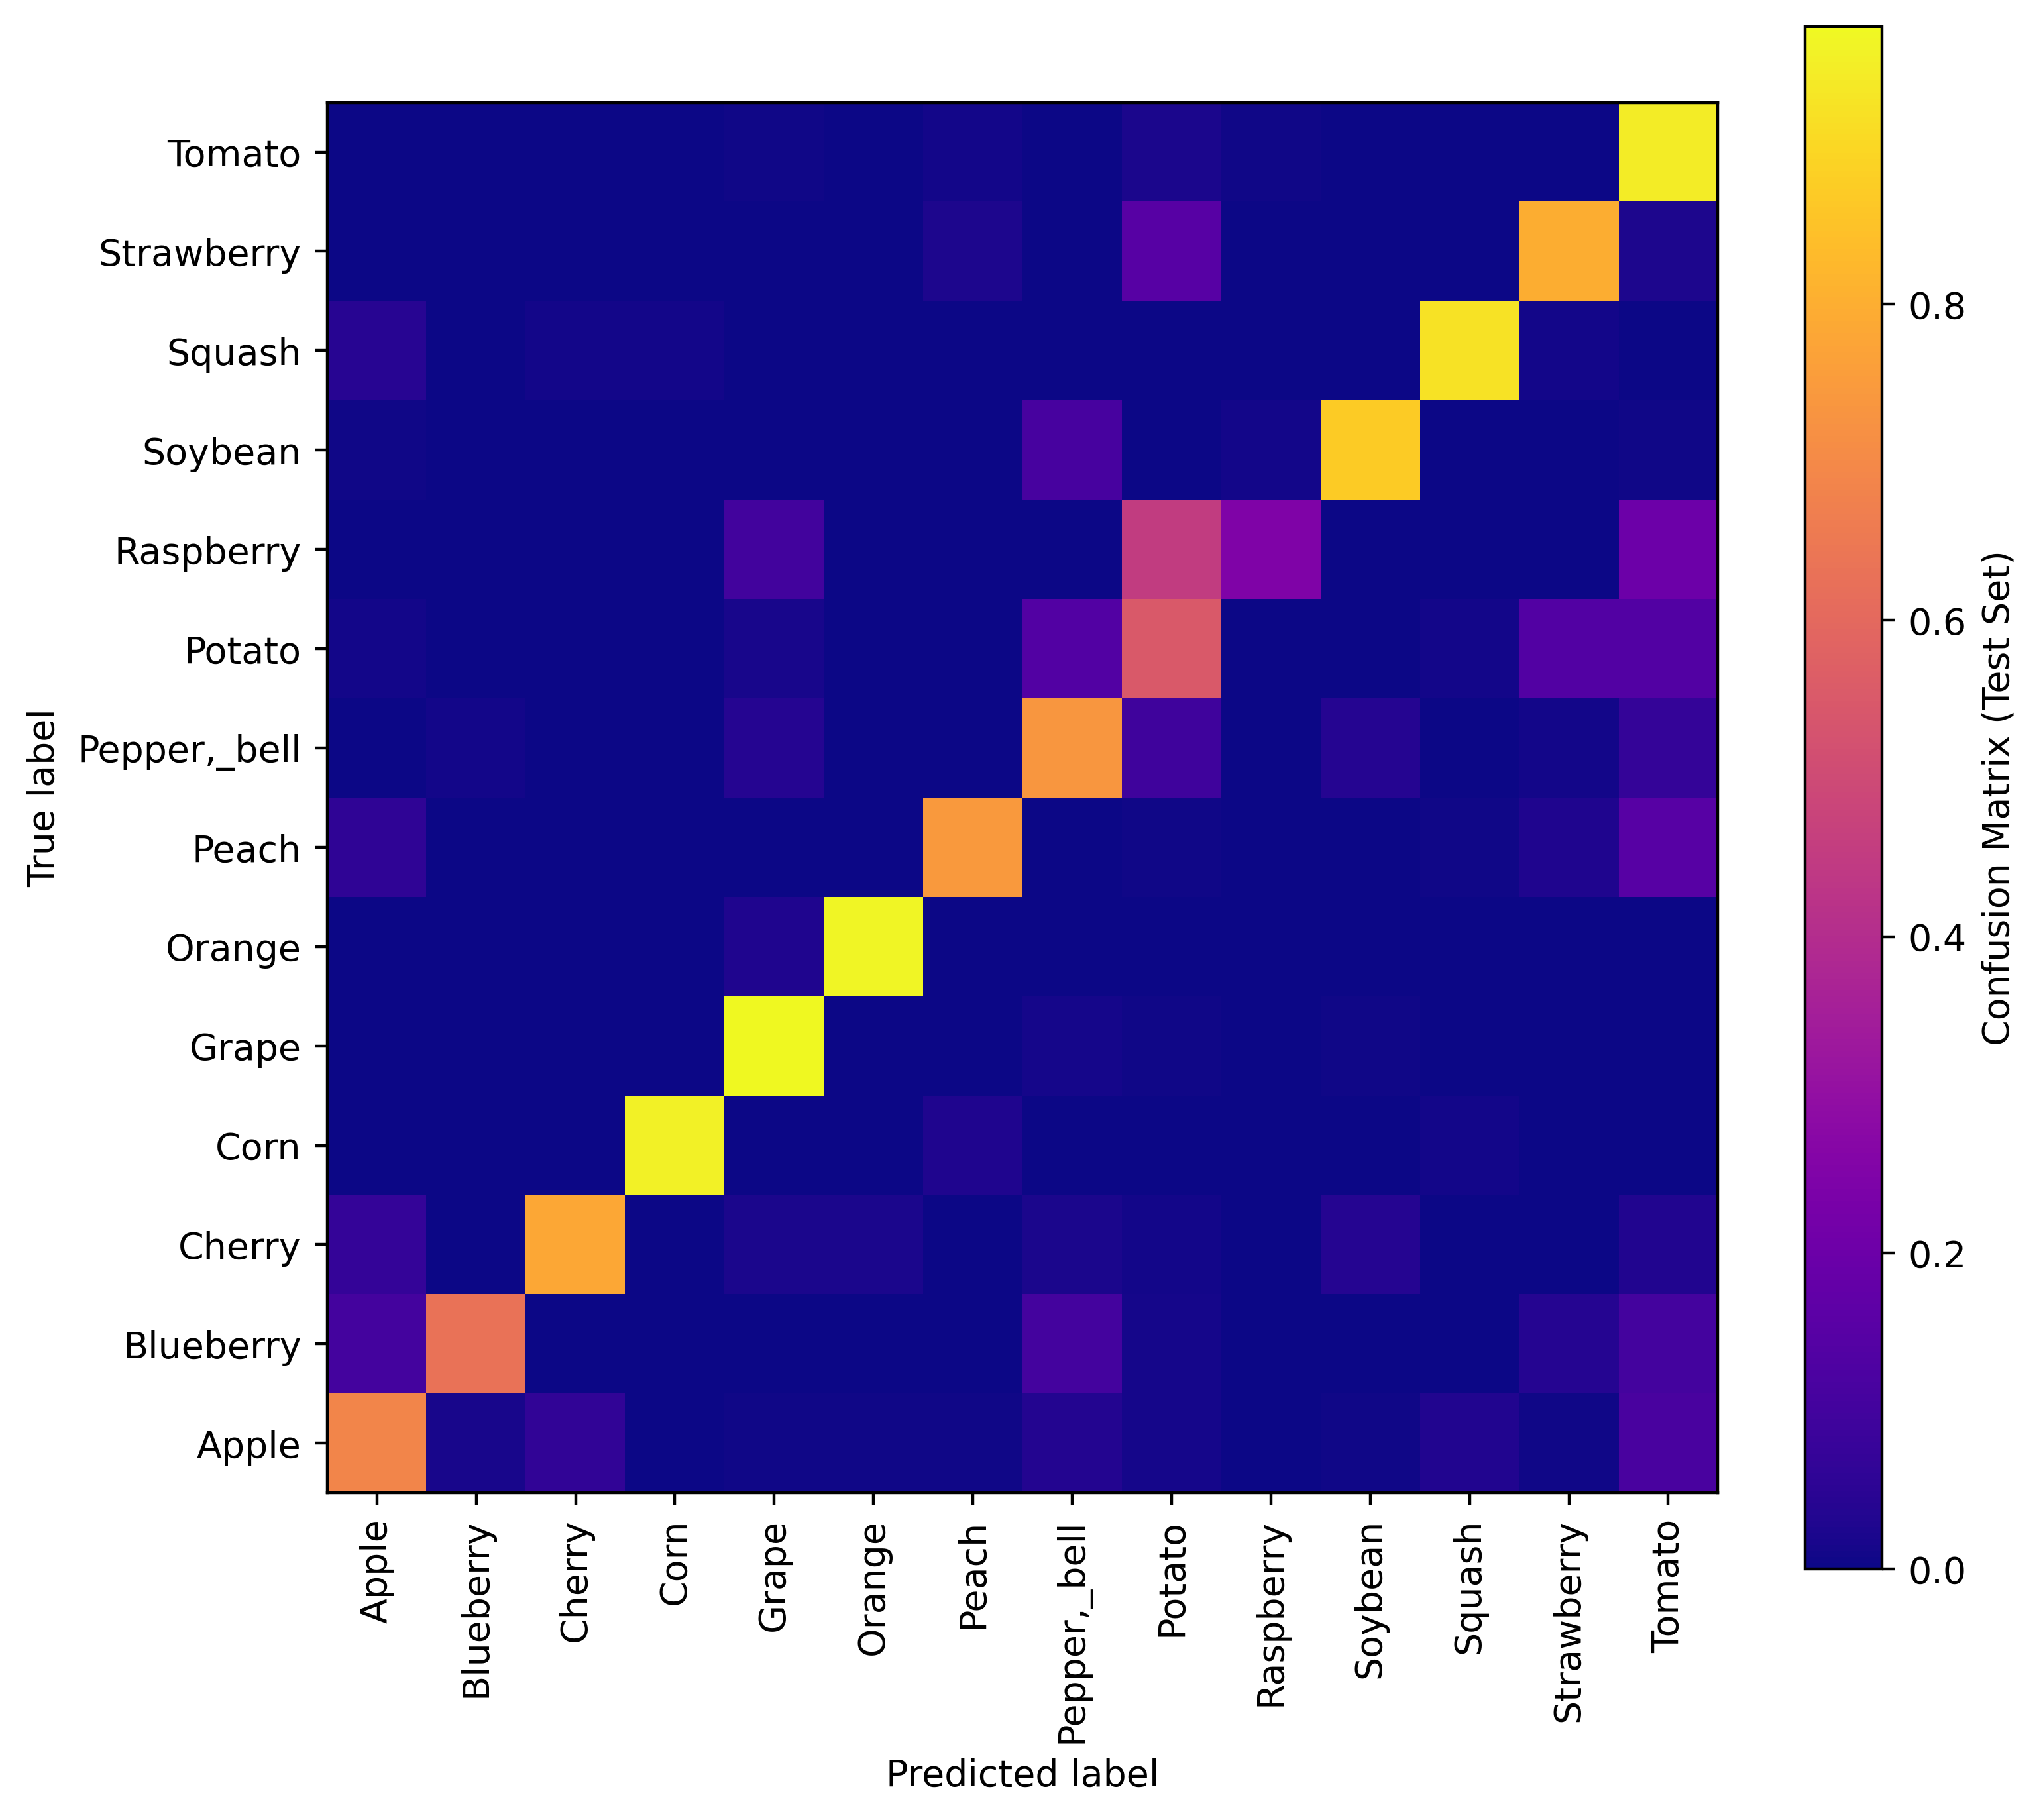 Tomato
Strawberry
Squash
Soybean
Raspberry
Potato
Pepper,_bell
Peach
Orange
Grape
Corn
Cherry
Blueberry
Apple
True label
Apple
Blueberry
Cherry
Corn
Grape
Orange
Peach
Pepper,_bell
Potato
Raspberry
Soybean
Squash
Strawberry
Tomato
Predicted label
0.8
0.6
0.4
0.2
0.0
Confusion Matrix (Test Set)